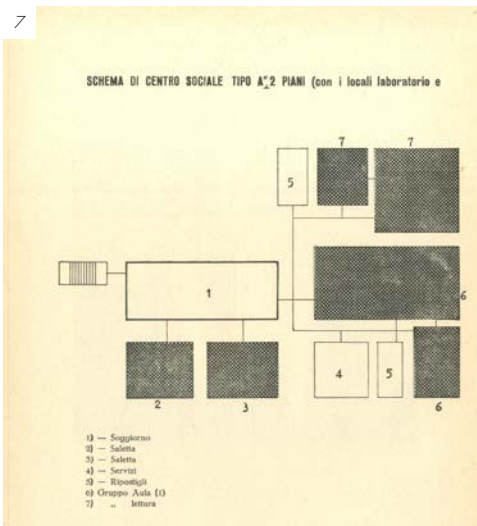 7
SCHEMA DI CENTRO SOCIALE TIPO A 2 PIANI (con i locali laboratorio e
7 7
5
1
6
2 3 4 5 6
1) — Soggiorno
2) — Saletta
3) — Saletta
4) — Servizi
5) — Ripostigli
6) Gruppo Aula (1)
7) „ lettura